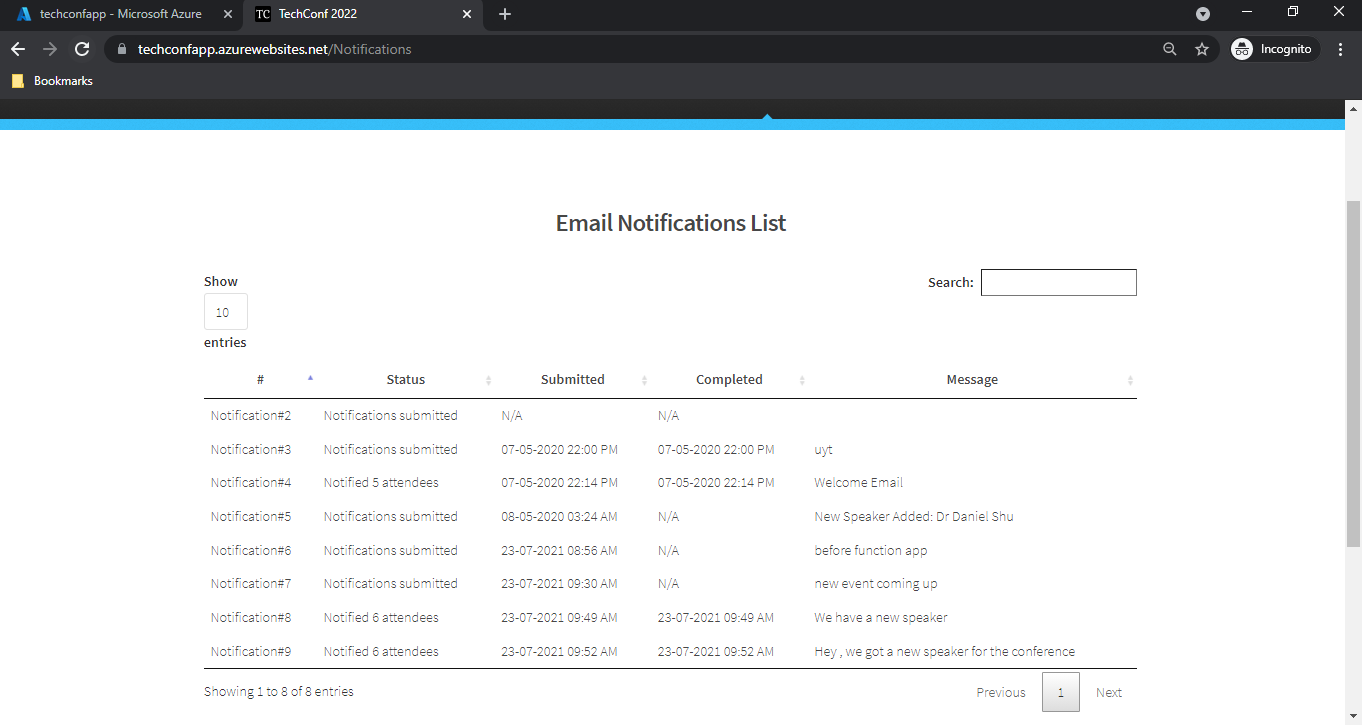 techconfapp - Microsoft Azure
TC TechConf 2022
techconfapp.azurewebsites.net/Notifications
Incognito
Bookmarks
Email Notifications List
Show
Search:
10
entries
# Status Submitted Completed Message
Notification#2 Notifications submitted N/A N/A
Notification#3 Notifications submitted 07-05-2020 22:00 PM 07-05-2020 22:00 PM uyt
Notification#4 Notified 5 attendees 07-05-2020 22:14 PM 07-05-2020 22:14 PM Welcome Email
Notification#5 Notifications submitted 08-05-2020 03:24 AM N/A New Speaker Added: Dr Daniel Shu
Notification#6 Notifications submitted 23-07-2021 08:56 AM N/A before function app
Notification#7 Notifications submitted 23-07-2021 09:30 AM N/A new event coming up
Notification#8 Notified 6 attendees 23-07-2021 09:49 AM 23-07-2021 09:49 AM We have a new speaker
Notification#9 Notified 6 attendees 23-07-2021 09:52 AM 23-07-2021 09:52 AM Hey , we got a new speaker for the conference
Showing 1 to 8 of 8 entries
Previous 1 Next